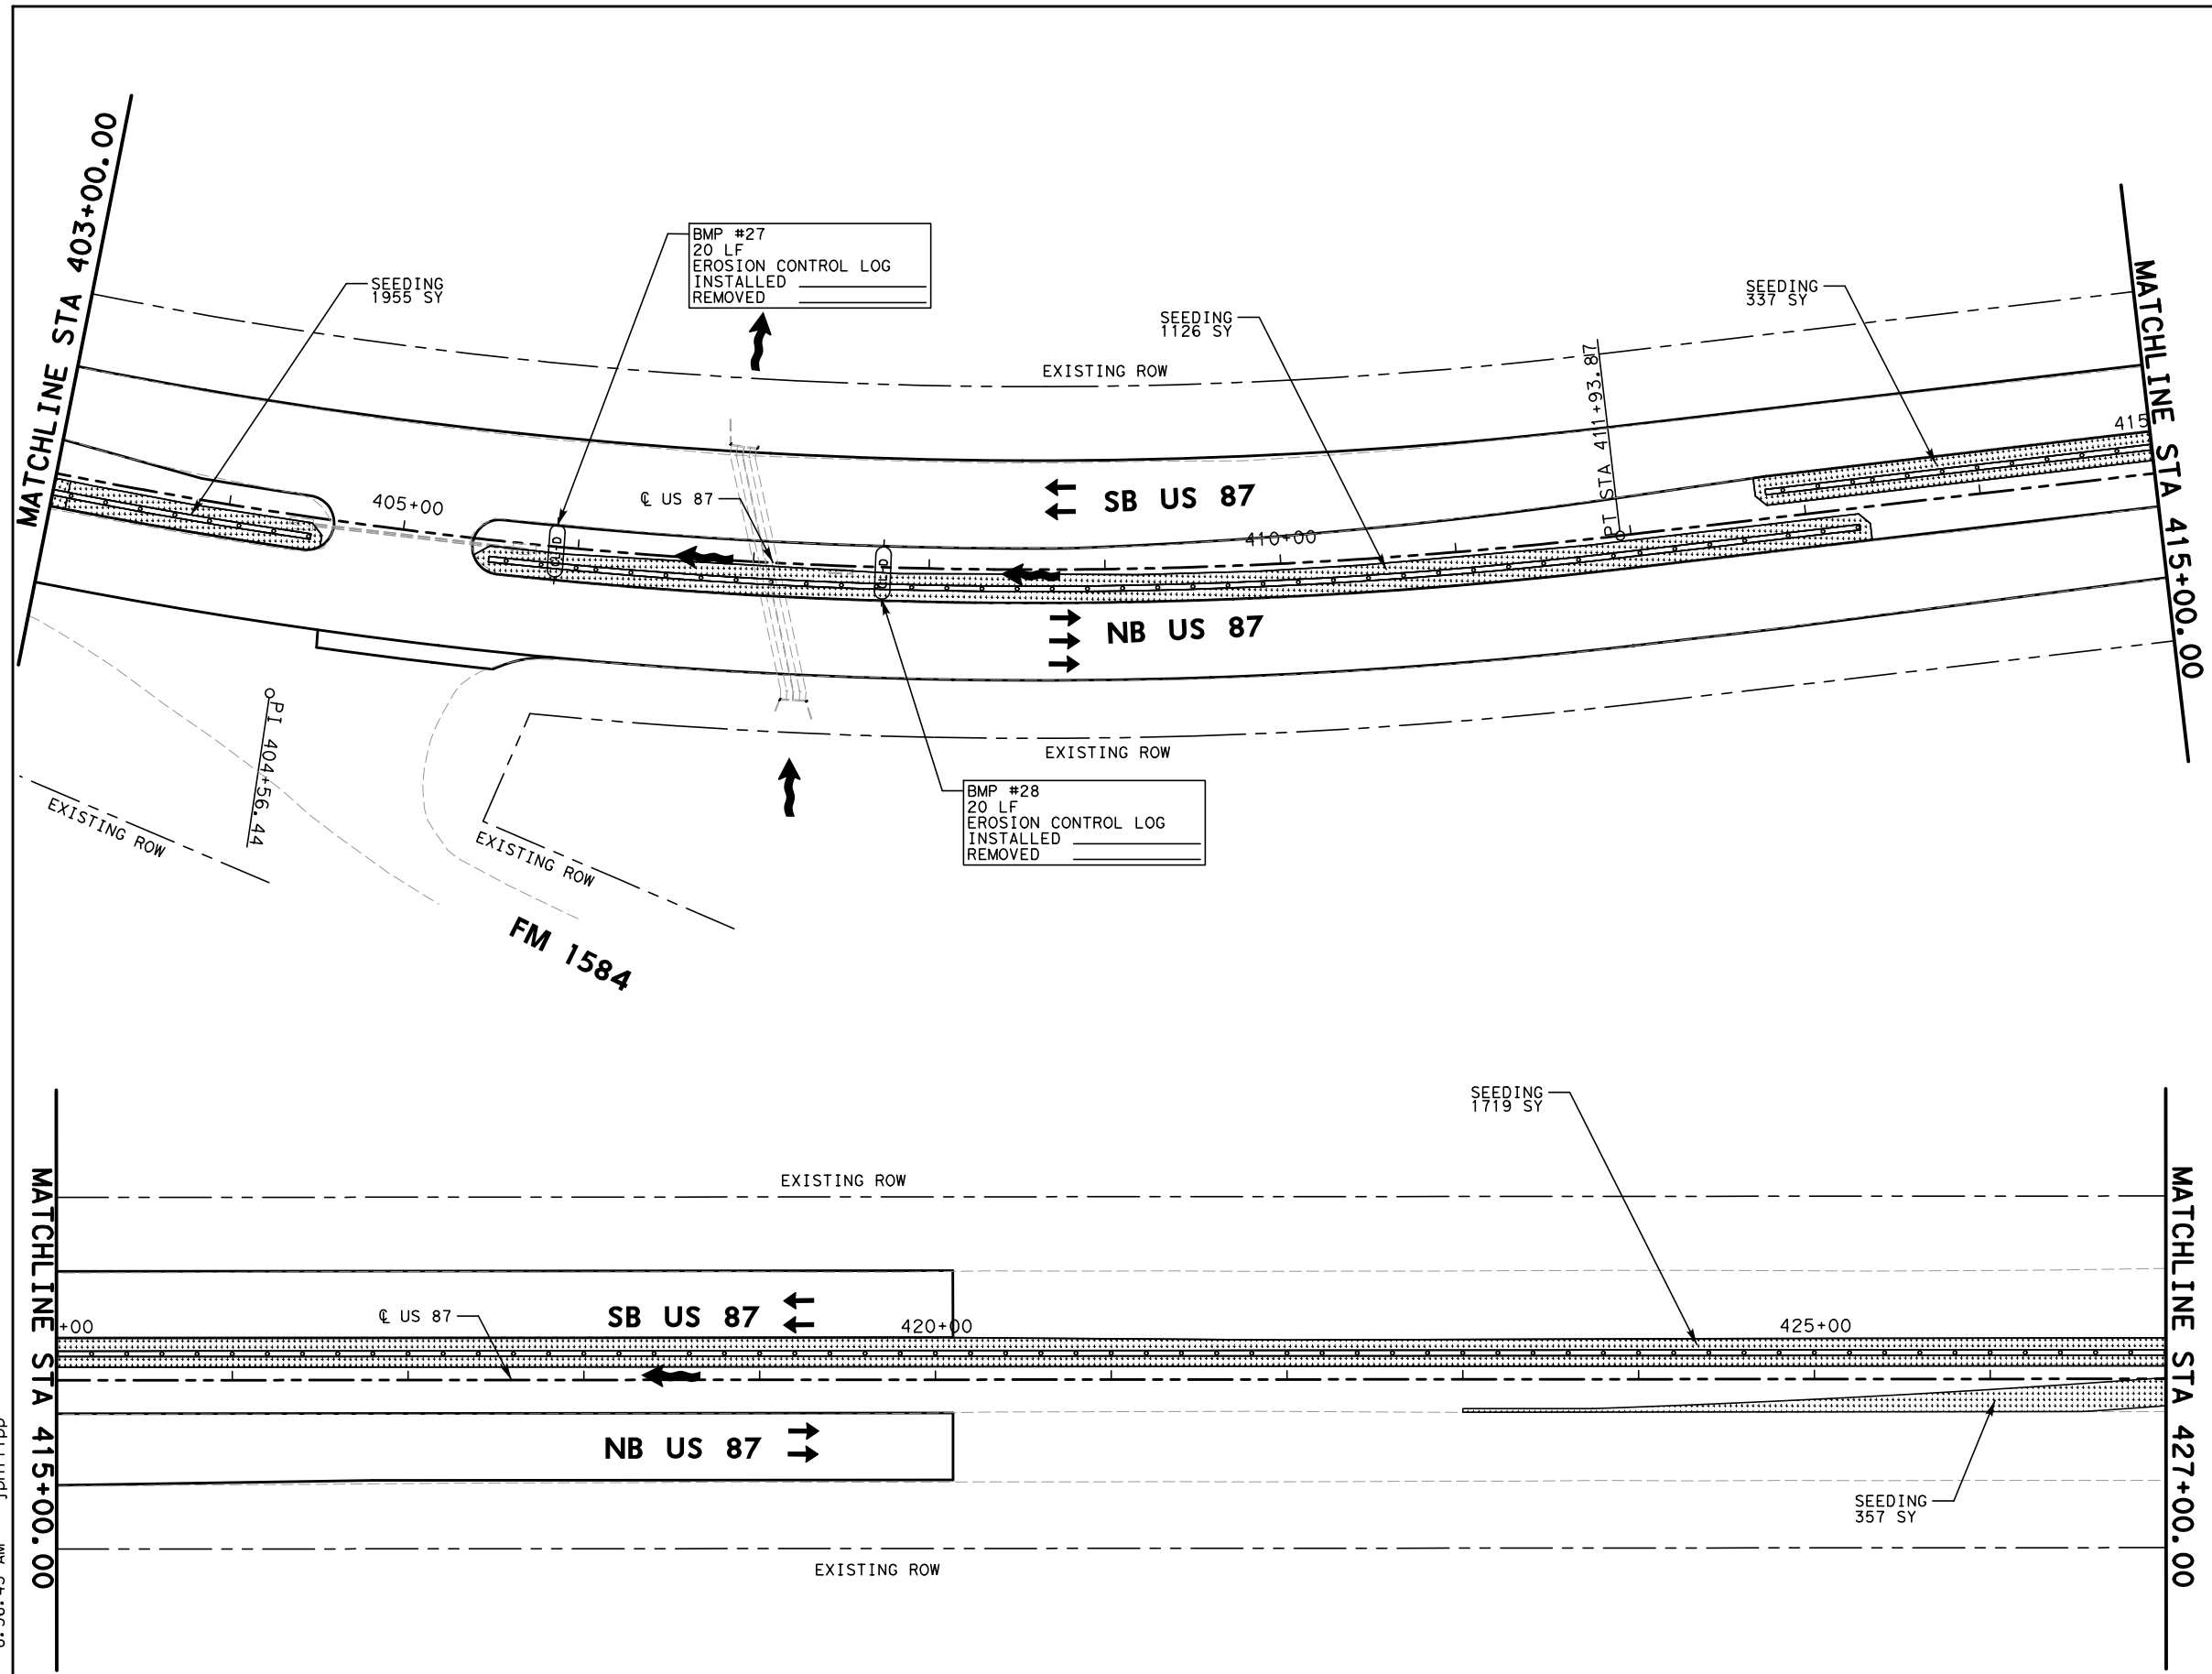 MATCHLINE STA 403+00.00
SEEDING
1955 SY
BMP #27
20 LF
EROSION CONTROL LOG
INSTALLED
REMOVED
SEEDING
1126 SY
SEEDING
337 SY
MATCHLINE STA 415+00.00
EXISTING ROW
PT STA 411+93.87
415
405+00
℄ US 87
SB US 87
410+00
NB US 87
PI 404+56.44
EXISTING ROW
EXISTING ROW
EXISTING ROW
BMP #28
20 LF
EROSION CONTROL LOG
INSTALLED
REMOVED
FM 1584
MATCHLINE STA 415+00.00
SEEDING
1719 SY
MATCHLINE STA 427+00.00
EXISTING ROW
+00
℄ US 87
SB US 87
420+00
425+00
NB US 87
SEEDING
357 SY
EXISTING ROW